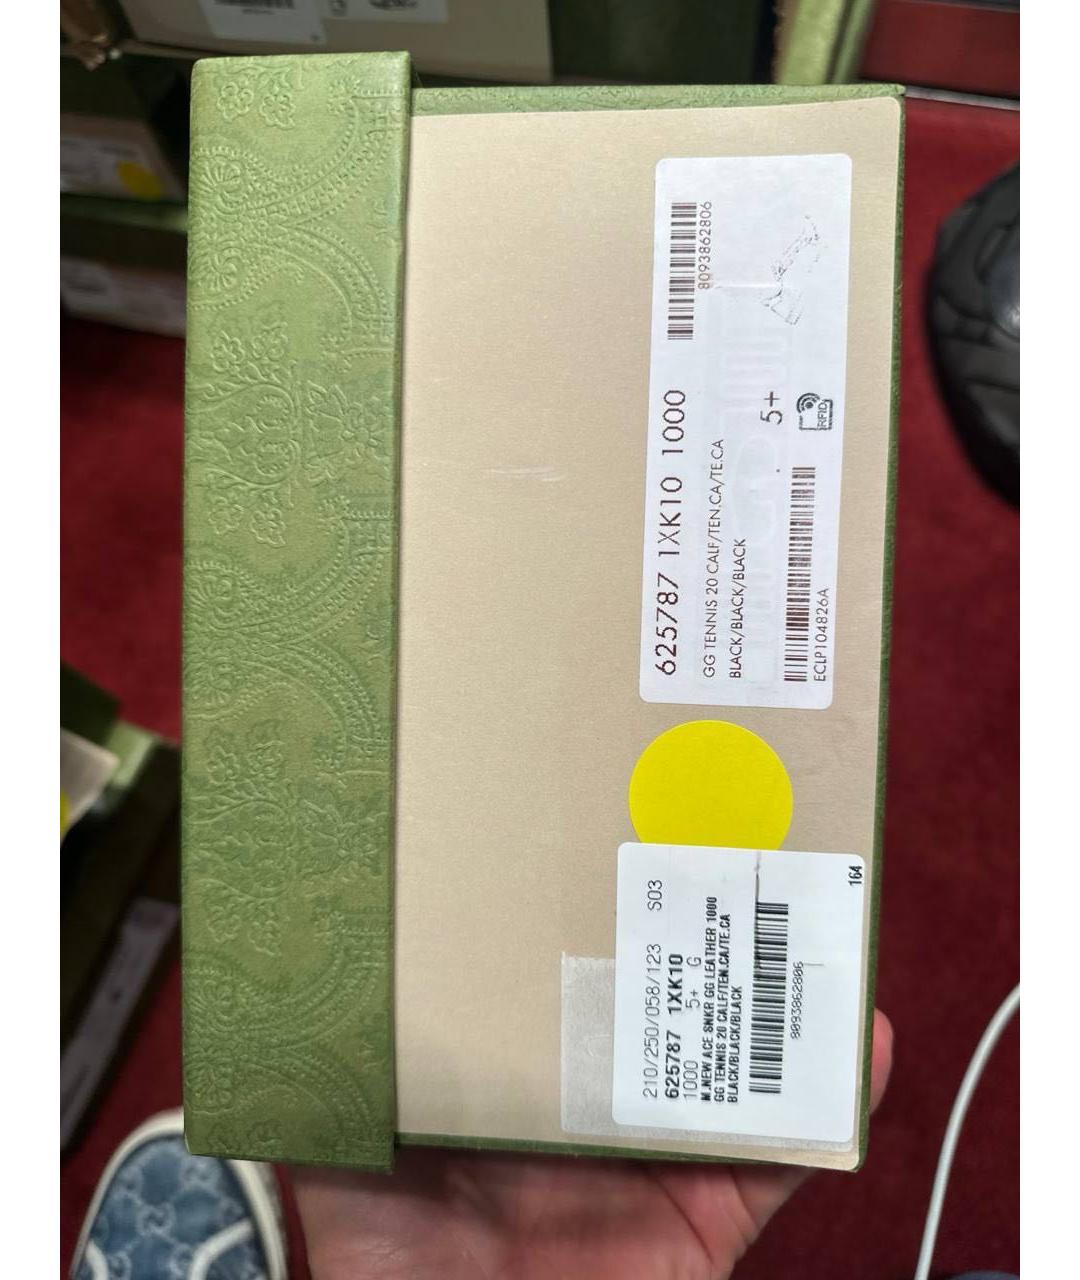 8093862806
625787 1XK10 1000
GG TENNIS 20 CALF/TEN.CA/TE.CA
BLACK/BLACK/BLACK
5+
RFID
ECLP104826A
210/250/058/123 S03
625787 1XK10
1000 5+ G
M.NEW ACE SNKR GG LEATHER 1000
GG TENNIS 20 CALF/TEN.CA/TE.CA
BLACK/BLACK/BLACK
8093862806
164